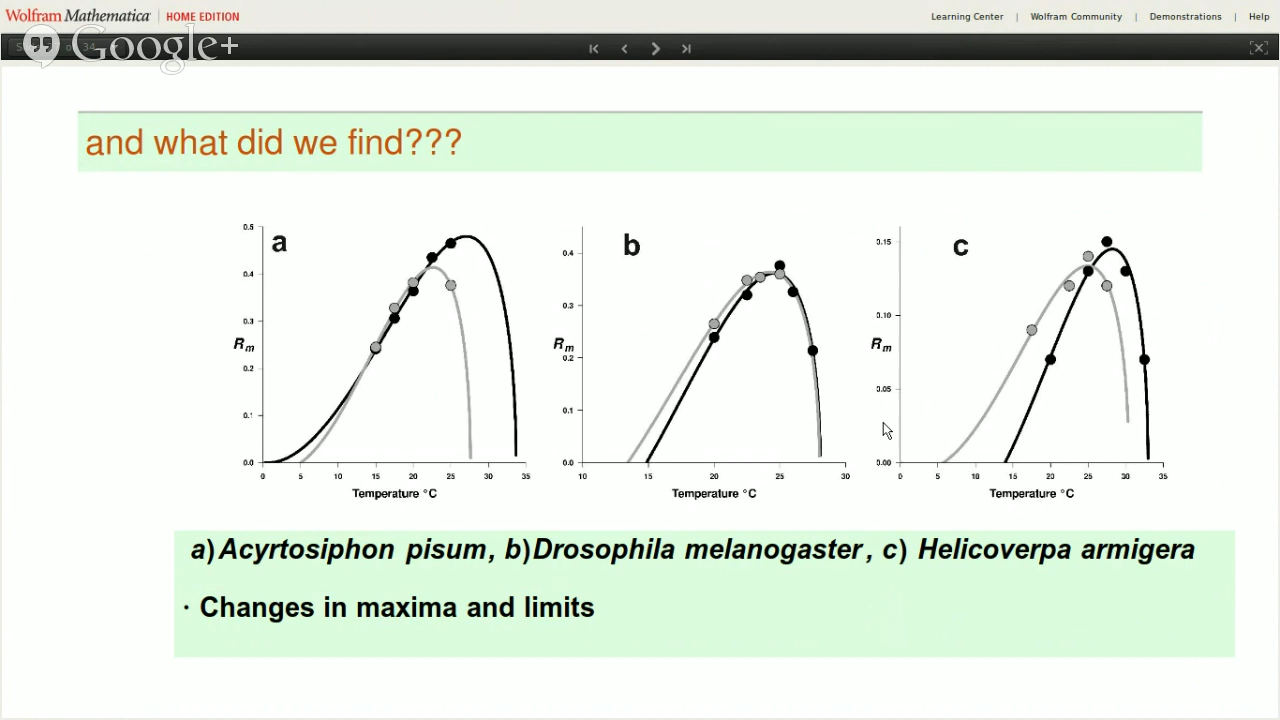 Wolfram Mathematica | HOME EDITION
Learning Center | Wolfram Community | Demonstrations | Help
Google+
34
and what did we find???
a
0.5
0.4
0.3
0.2
0.1
0.0
Rm
0 5 10 15 20 25 30 35
Temperature °C
b
0.4
0.3
0.2
0.1
0.0
Rm
10 15 20 25 30
Temperature °C
c
0.15
0.10
0.05
0.00
Rm
0 5 10 15 20 25 30 35
Temperature °C
a) Acyrtosiphon pisum, b) Drosophila melanogaster, c) Helicoverpa armigera
· Changes in maxima and limits